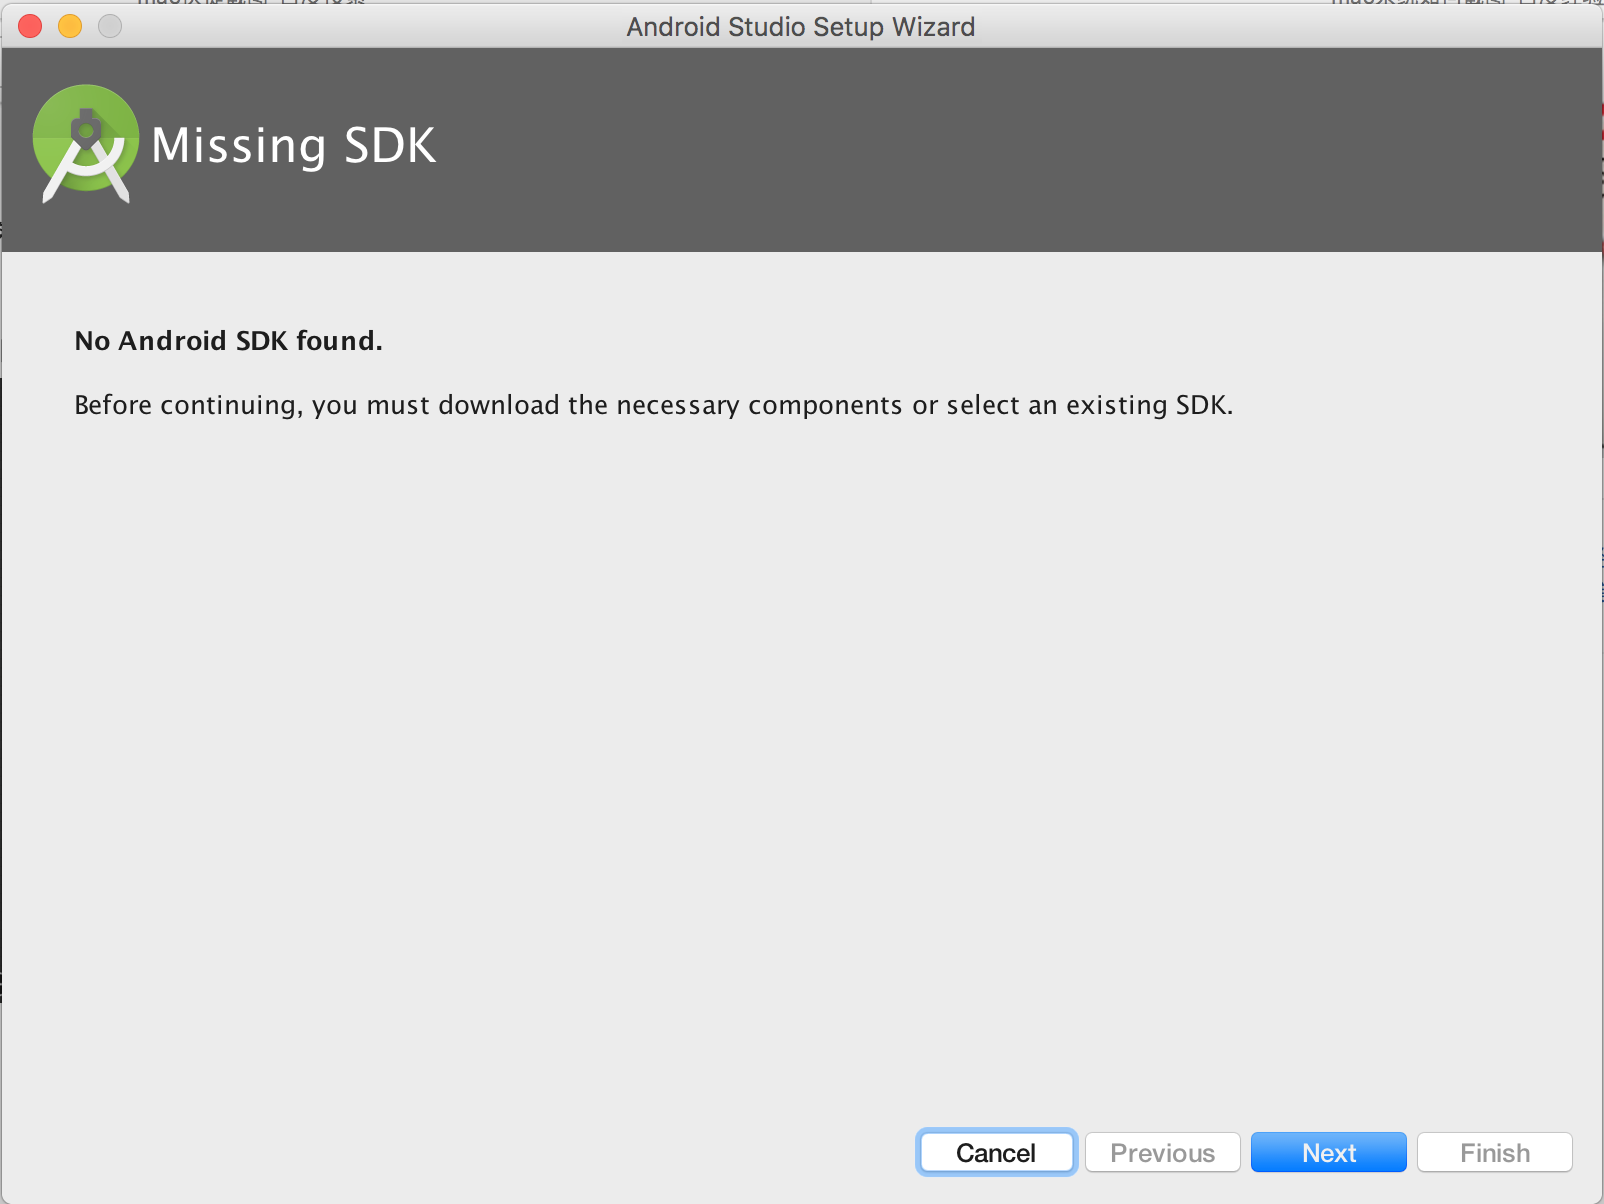 Android Studio Setup Wizard
Missing SDK
No Android SDK found.
Before continuing, you must download the necessary components or select an existing SDK.
Cancel
Previous
Next
Finish